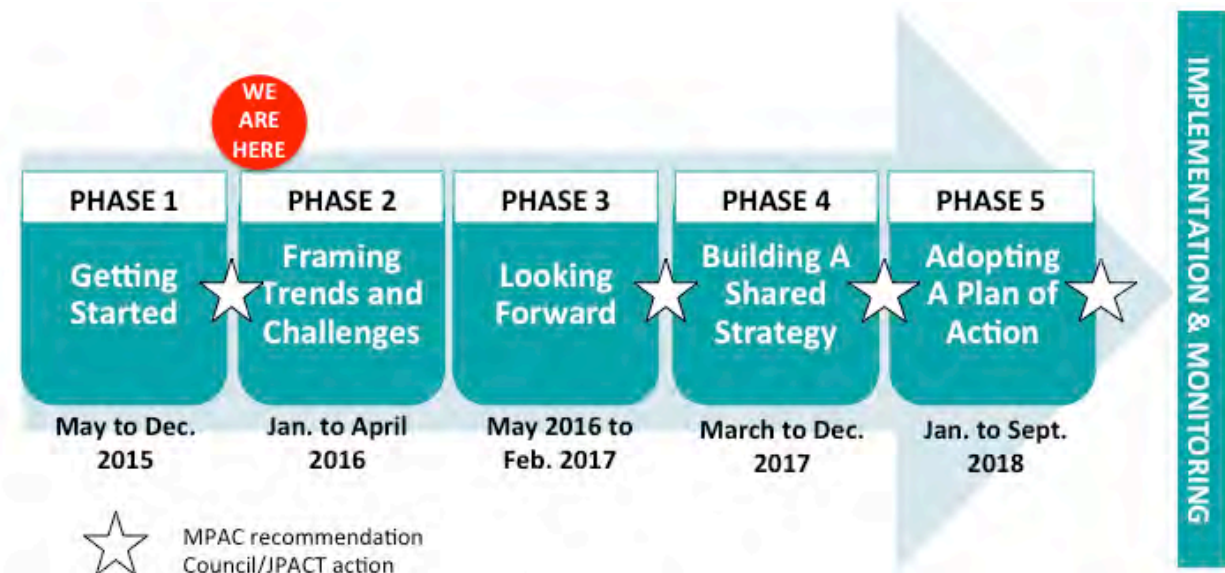 WE
ARE
HERE
PHASE 1
Getting
Started
May to Dec.
2015
PHASE 2
Framing
Trends and
Challenges
Jan. to April
2016
PHASE 3
Looking
Forward
May 2016 to
Feb. 2017
PHASE 4
Building A
Shared
Strategy
March to Dec.
2017
PHASE 5
Adopting
A Plan of
Action
Jan. to Sept.
2018
IMPLEMENTATION & MONITORING
MPAC recommendation
Council/JPACT action